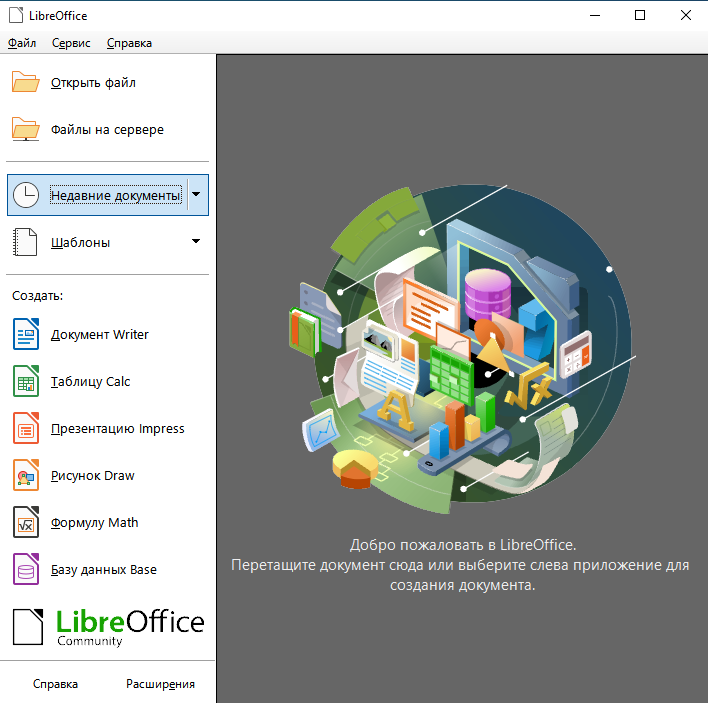 LibreOffice
Файл Сервис Справка
Открыть файл
Файлы на сервере
Недавние документы
Шаблоны
Создать:
Документ Writer
Таблицу Calc
Презентацию Impress
Рисунок Draw
Формулу Math
Базу данных Base
LibreOffice
Community
Справка Расширения
Добро пожаловать в LibreOffice.
Перетащите документ сюда или выберите слева приложение для
создания документа.